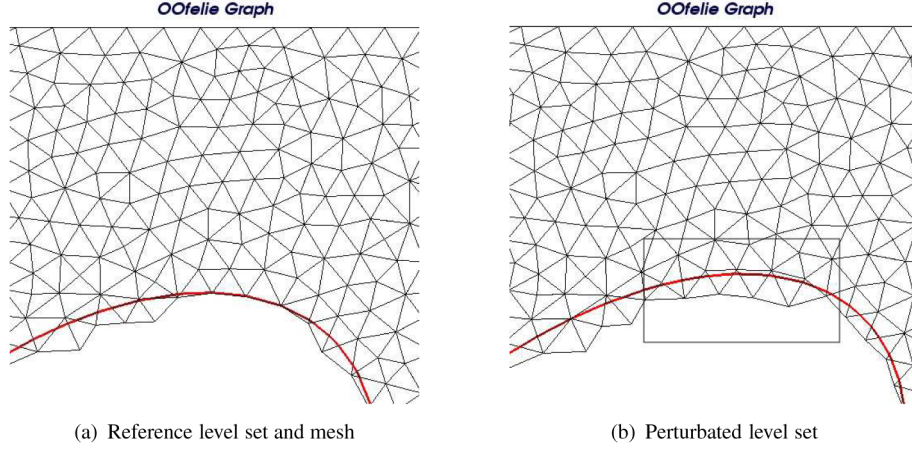 OOfelie Graph
OOfelie Graph
(a) Reference level set and mesh
(b) Perturbated level set